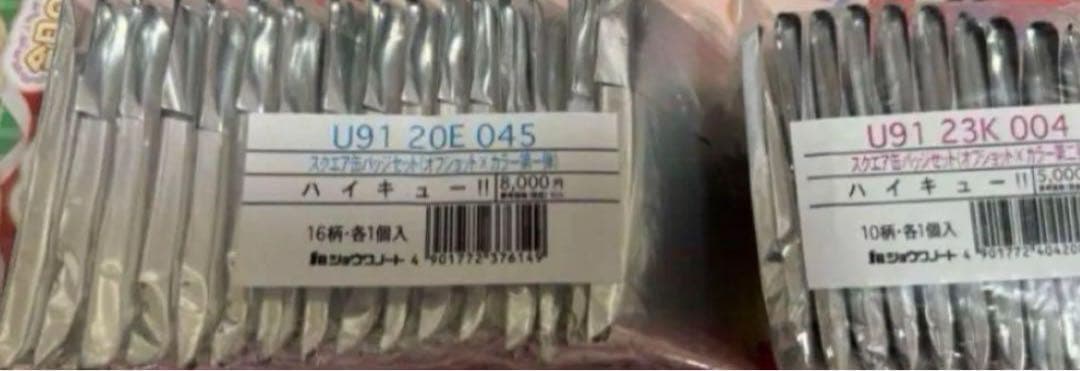 U91 20E 045
スクエア缶バッジセット(オフショット×カラー第一弾)
ハイキュー!!
8,000円
16柄・各1個入
ショウワノート
4 901772 376149
U91 23K 004
スクエア缶バッジセット(オフショット×カラー第二
ハイキュー!!
5,000
10柄・各1個入
ショウワノート
4 901772 40420